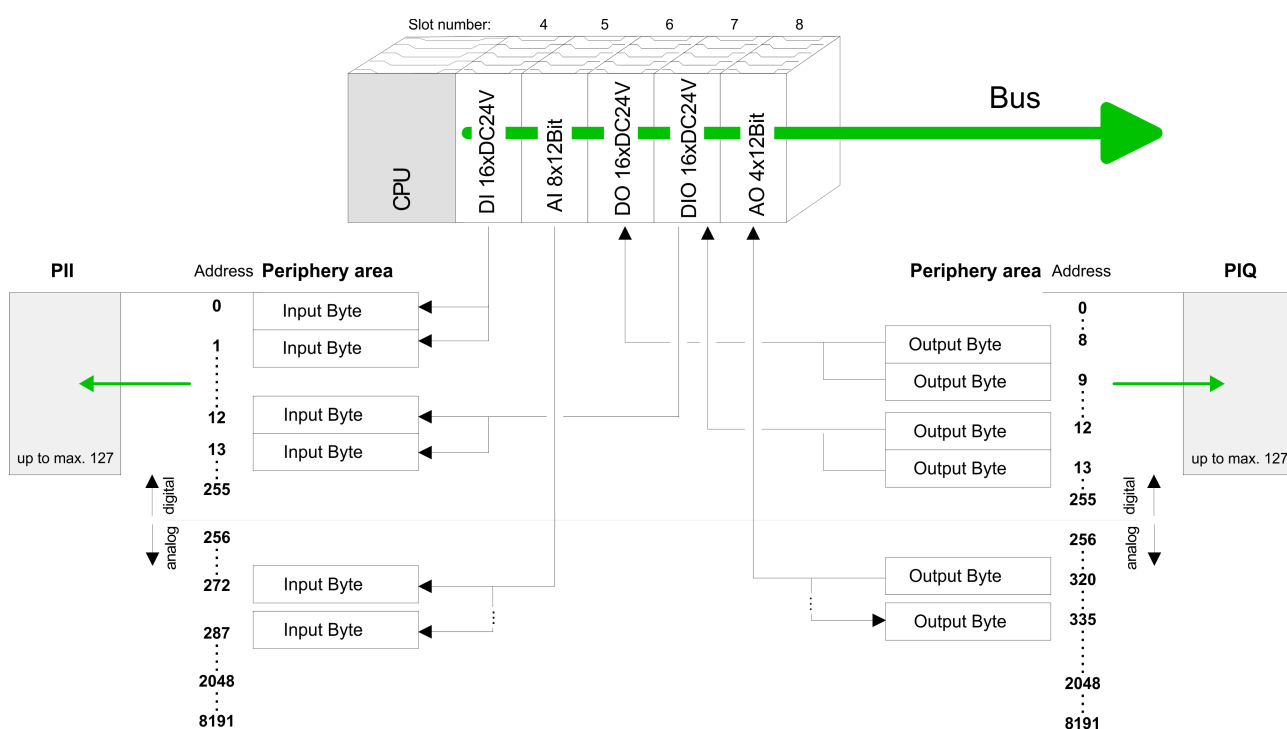 Slot number: 4 5 6 7 8
CPU
DI 16xDC24V
AI 8x12Bit
DO 16xDC24V
DIO 16xDC24V
AO 4x12Bit
Bus
PII
Address Periphery area
0 Input Byte
1 Input Byte
12 Input Byte
13 Input Byte
up to max. 127
255
digital
analog
256
272 Input Byte
287 Input Byte
2048
8191
Periphery area Address
PIQ
0
Output Byte 8
Output Byte 9
Output Byte 12
Output Byte 13
up to max. 127
255
digital
analog
256
Output Byte 320
Output Byte 335
2048
8191